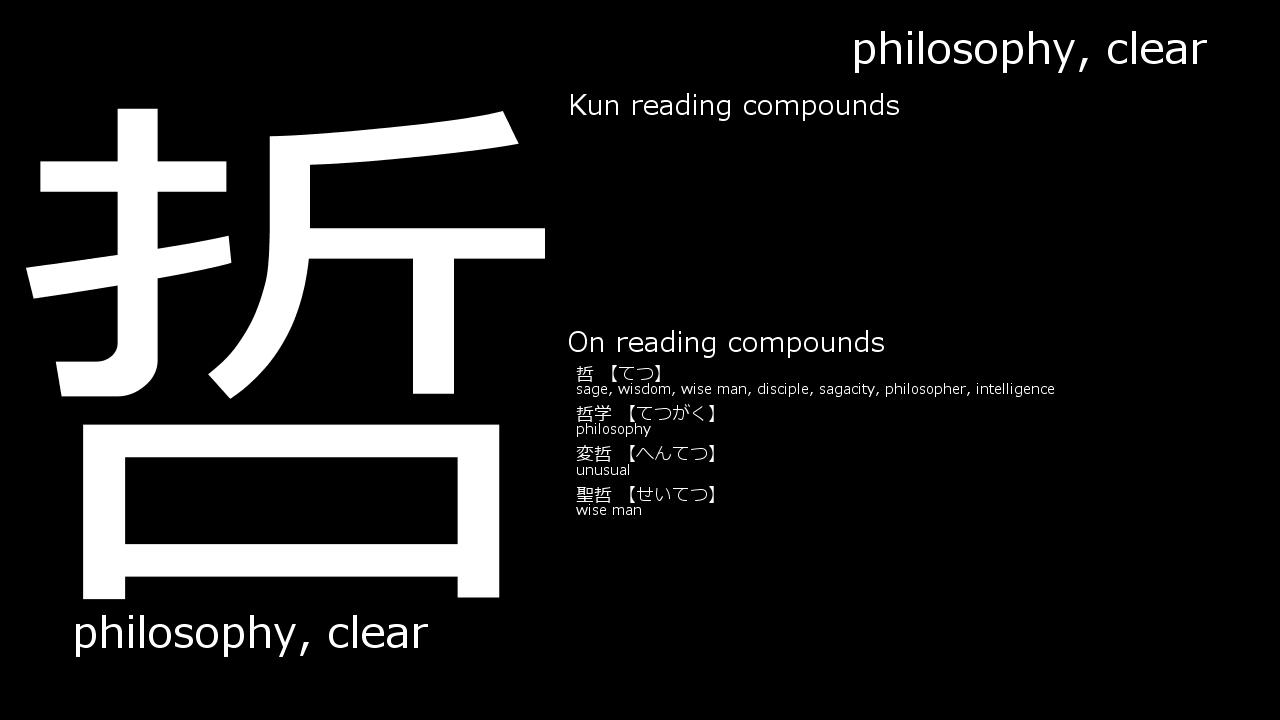 philosophy, clear
哲
philosophy, clear
Kun reading compounds
On reading compounds
哲 【てつ】
sage, wisdom, wise man, disciple, sagacity, philosopher, intelligence
哲学 【てつがく】
philosophy
変哲 【へんてつ】
unusual
聖哲 【せいてつ】
wise man